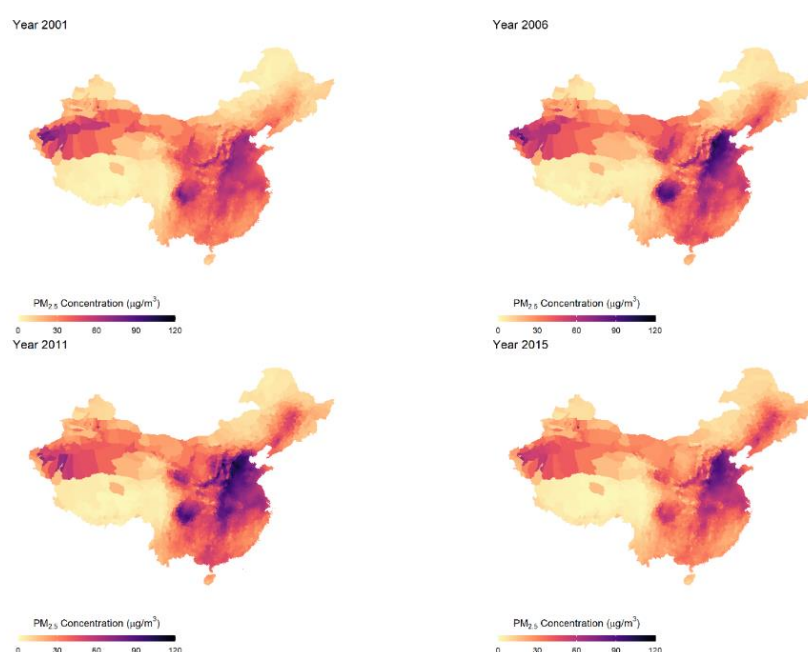 Year 2001
Year 2006
PM2.5 Concentration (μg/m³)
0 30 60 90 120
PM2.5 Concentration (μg/m³)
0 30 60 90 120
Year 2011
Year 2015
PM2.5 Concentration (μg/m³)
0 30 60 90 120
PM2.5 Concentration (μg/m³)
0 30 60 90 120